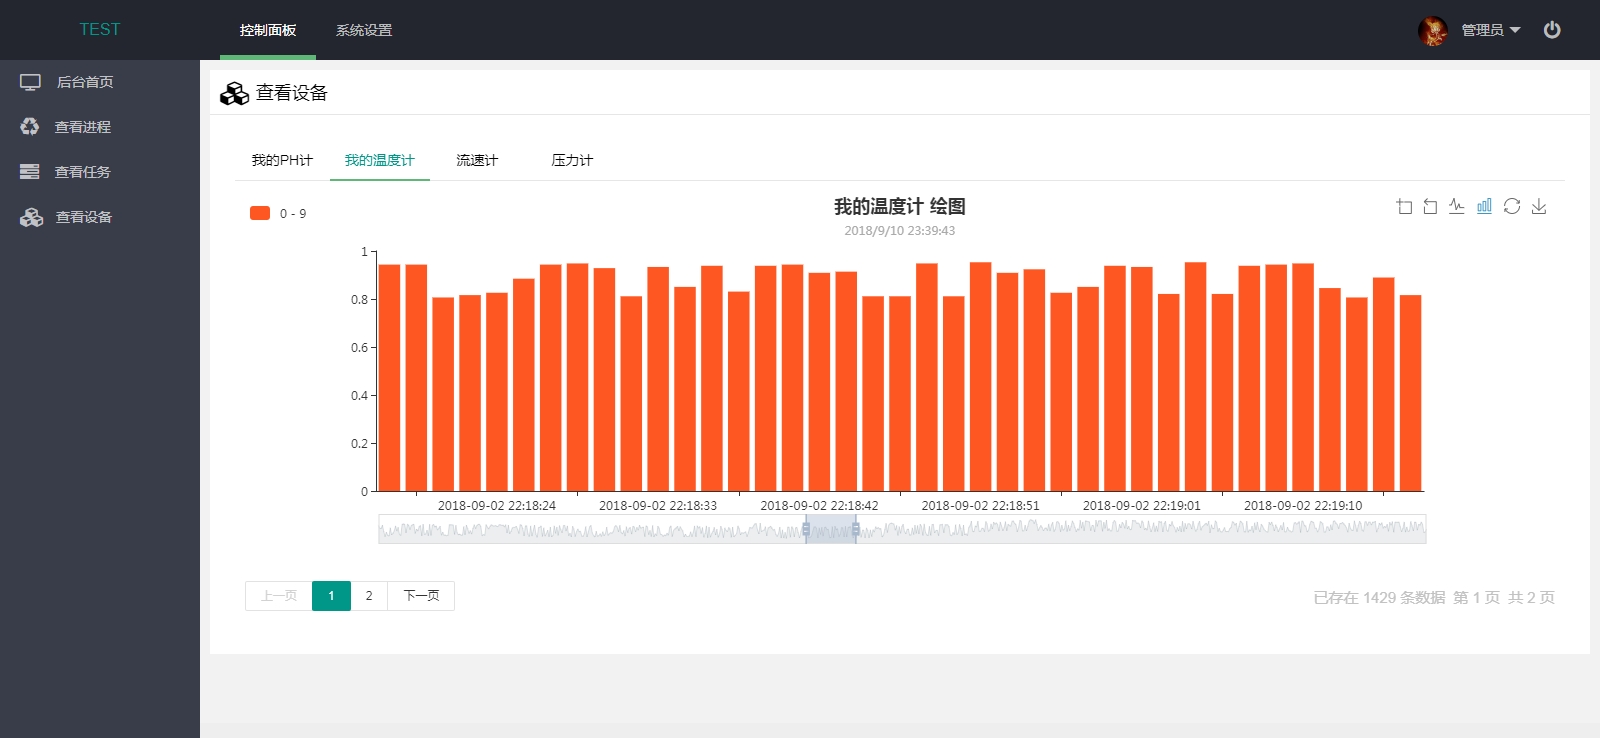 TEST
控制面板 系统设置
管理员
后台首页
查看进程
查看任务
查看设备
查看设备
我的PH计 我的温度计 流速计 压力计
0 - 9
我的温度计 绘图
2018/9/10 23:39:43
1
0.8
0.6
0.4
0.2
0
2018-09-02 22:18:24 2018-09-02 22:18:33 2018-09-02 22:18:42 2018-09-02 22:18:51 2018-09-02 22:19:01 2018-09-02 22:19:10
上一页 1 2 下一页
已存在 1429 条数据 第 1 页 共 2 页